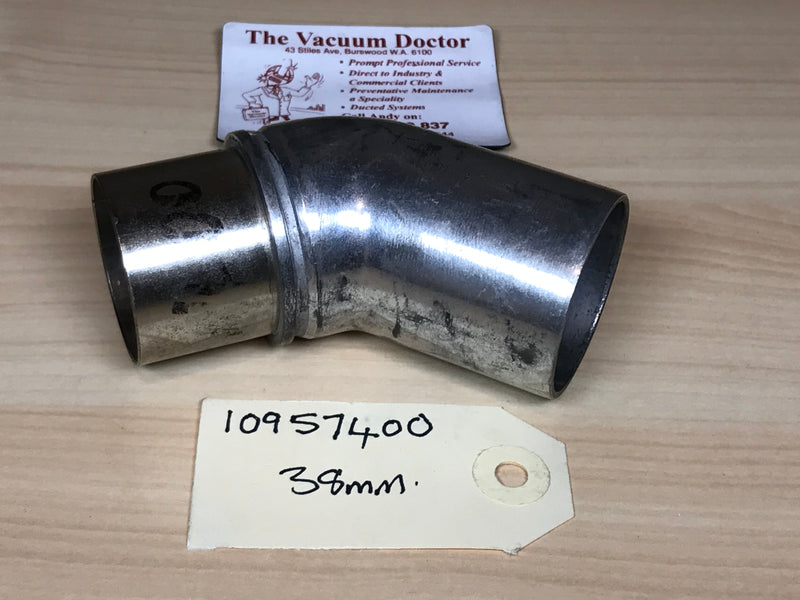 The Vacuum Doctor
43 Stiles Ave, Burswood W.A. 6100
• Prompt Professional Service
• Direct to Industry &
Commercial Clients
• Preventative Maintenance
a Speciality
• Ducted Systems
Call Andy on:
837
10957400
38mm.